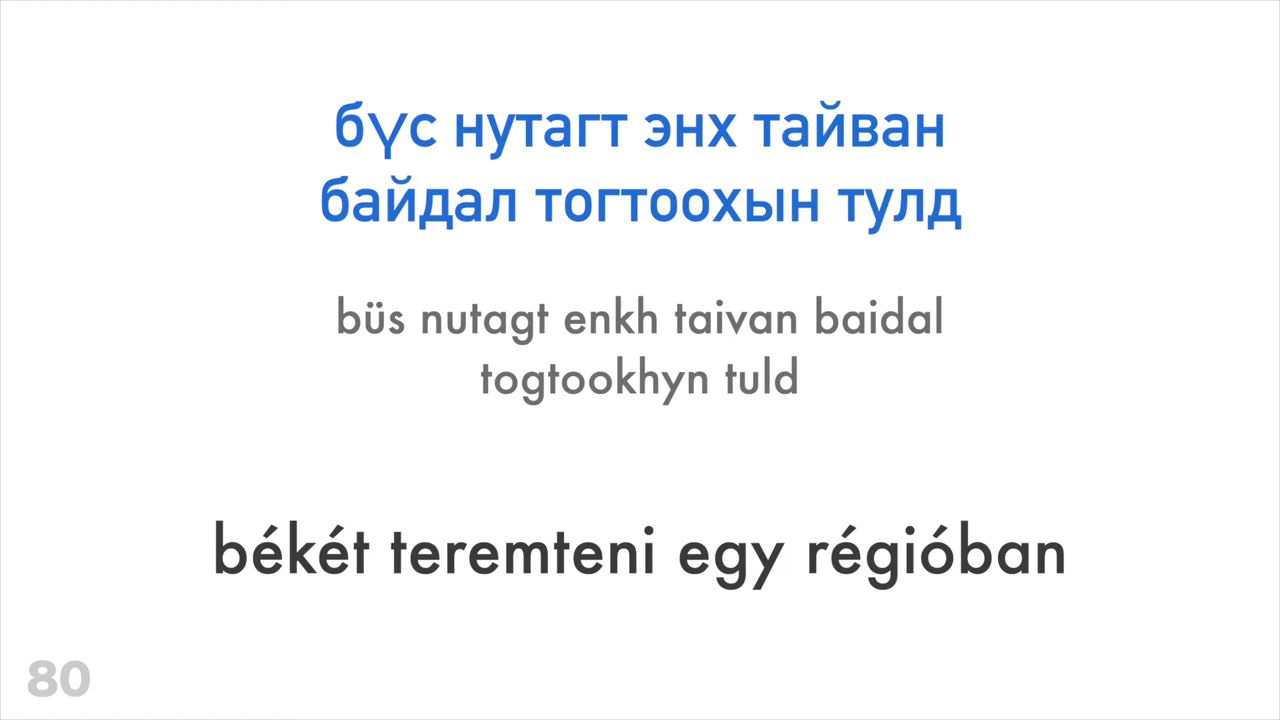 бүс нутагт энх тайван
байдал тогтоохын тулд
büs nutagt enkh taivan baidal
togtookhyn tuld
békét teremteni egy régióban
80